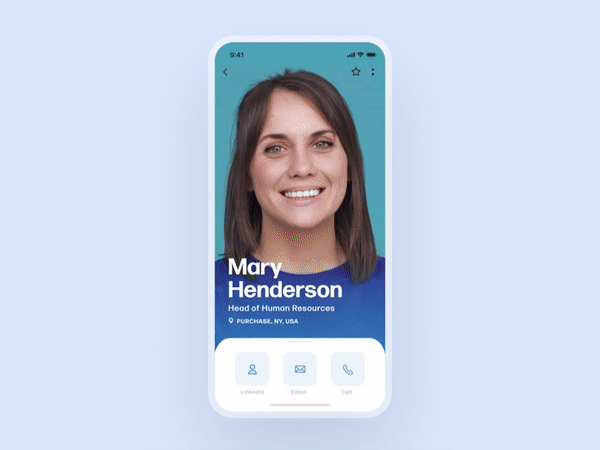 9:41
Mary
Henderson
Head of Human Resources
PURCHASE, NY, USA
LinkedIn Email Call